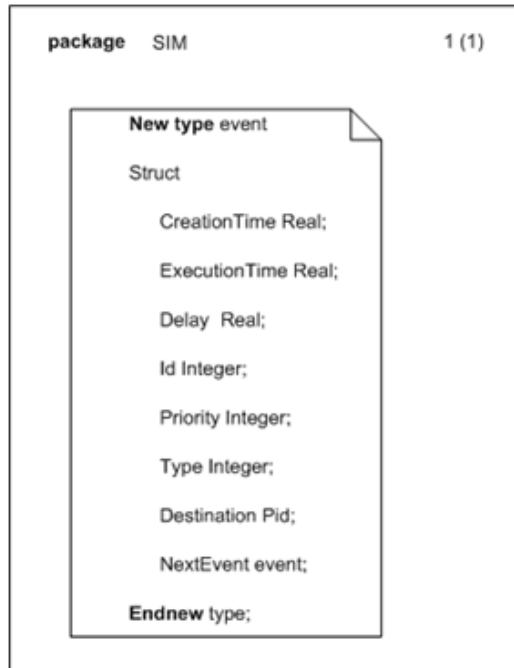 package SIM 1 (1)
New type event
Struct
CreationTime Real;
ExecutionTime Real;
Delay Real;
Id Integer;
Priority Integer;
Type Integer;
Destination Pid;
NextEvent event;
Endnew type;